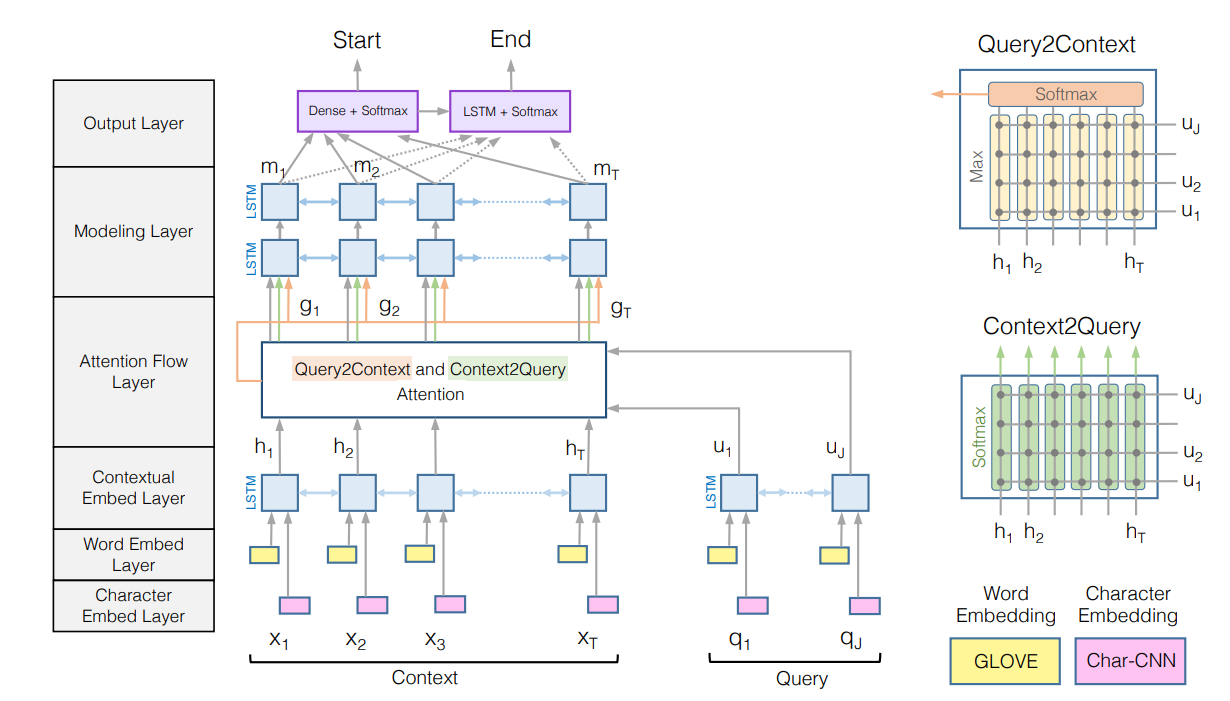 Start
End
Output Layer
Dense + Softmax
LSTM + Softmax
m1
m2
mT
Modeling Layer
LSTM
LSTM
g1
g2
gT
Attention Flow
Layer
Query2Context and Context2Query
Attention
h1
h2
hT
u1
uJ
Contextual
Embed Layer
LSTM
LSTM
Word Embed
Layer
Character
Embed Layer
x1
x2
x3
xT
q1
qJ
Context
Query
Query2Context
Softmax
Max
uJ
u2
u1
h1
h2
hT
Context2Query
Softmax
uJ
u2
u1
h1
h2
hT
Word
Embedding
Character
Embedding
GLOVE
Char-CNN